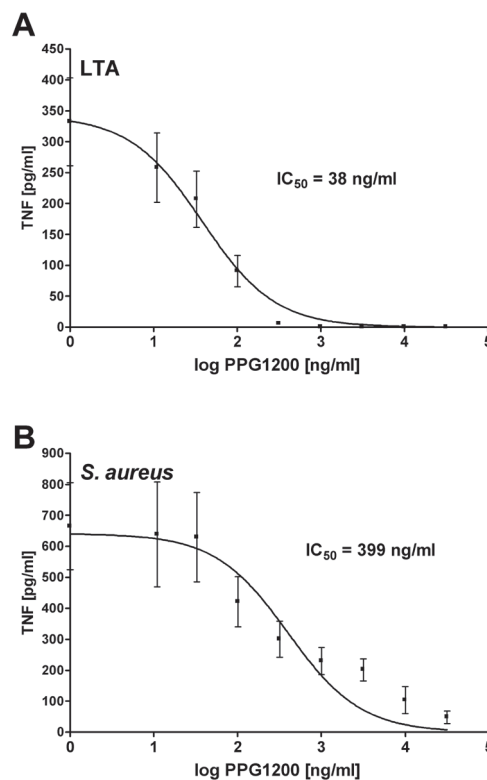 A
LTA
450
400
350
300
250
200
150
100
50
0
TNF [pg/ml]
IC50 = 38 ng/ml
0 1 2 3 4 5
log PPG1200 [ng/ml]
B
S. aureus
900
800
700
600
500
400
300
200
100
0
TNF [pg/ml]
IC50 = 399 ng/ml
0 1 2 3 4 5
log PPG1200 [ng/ml]